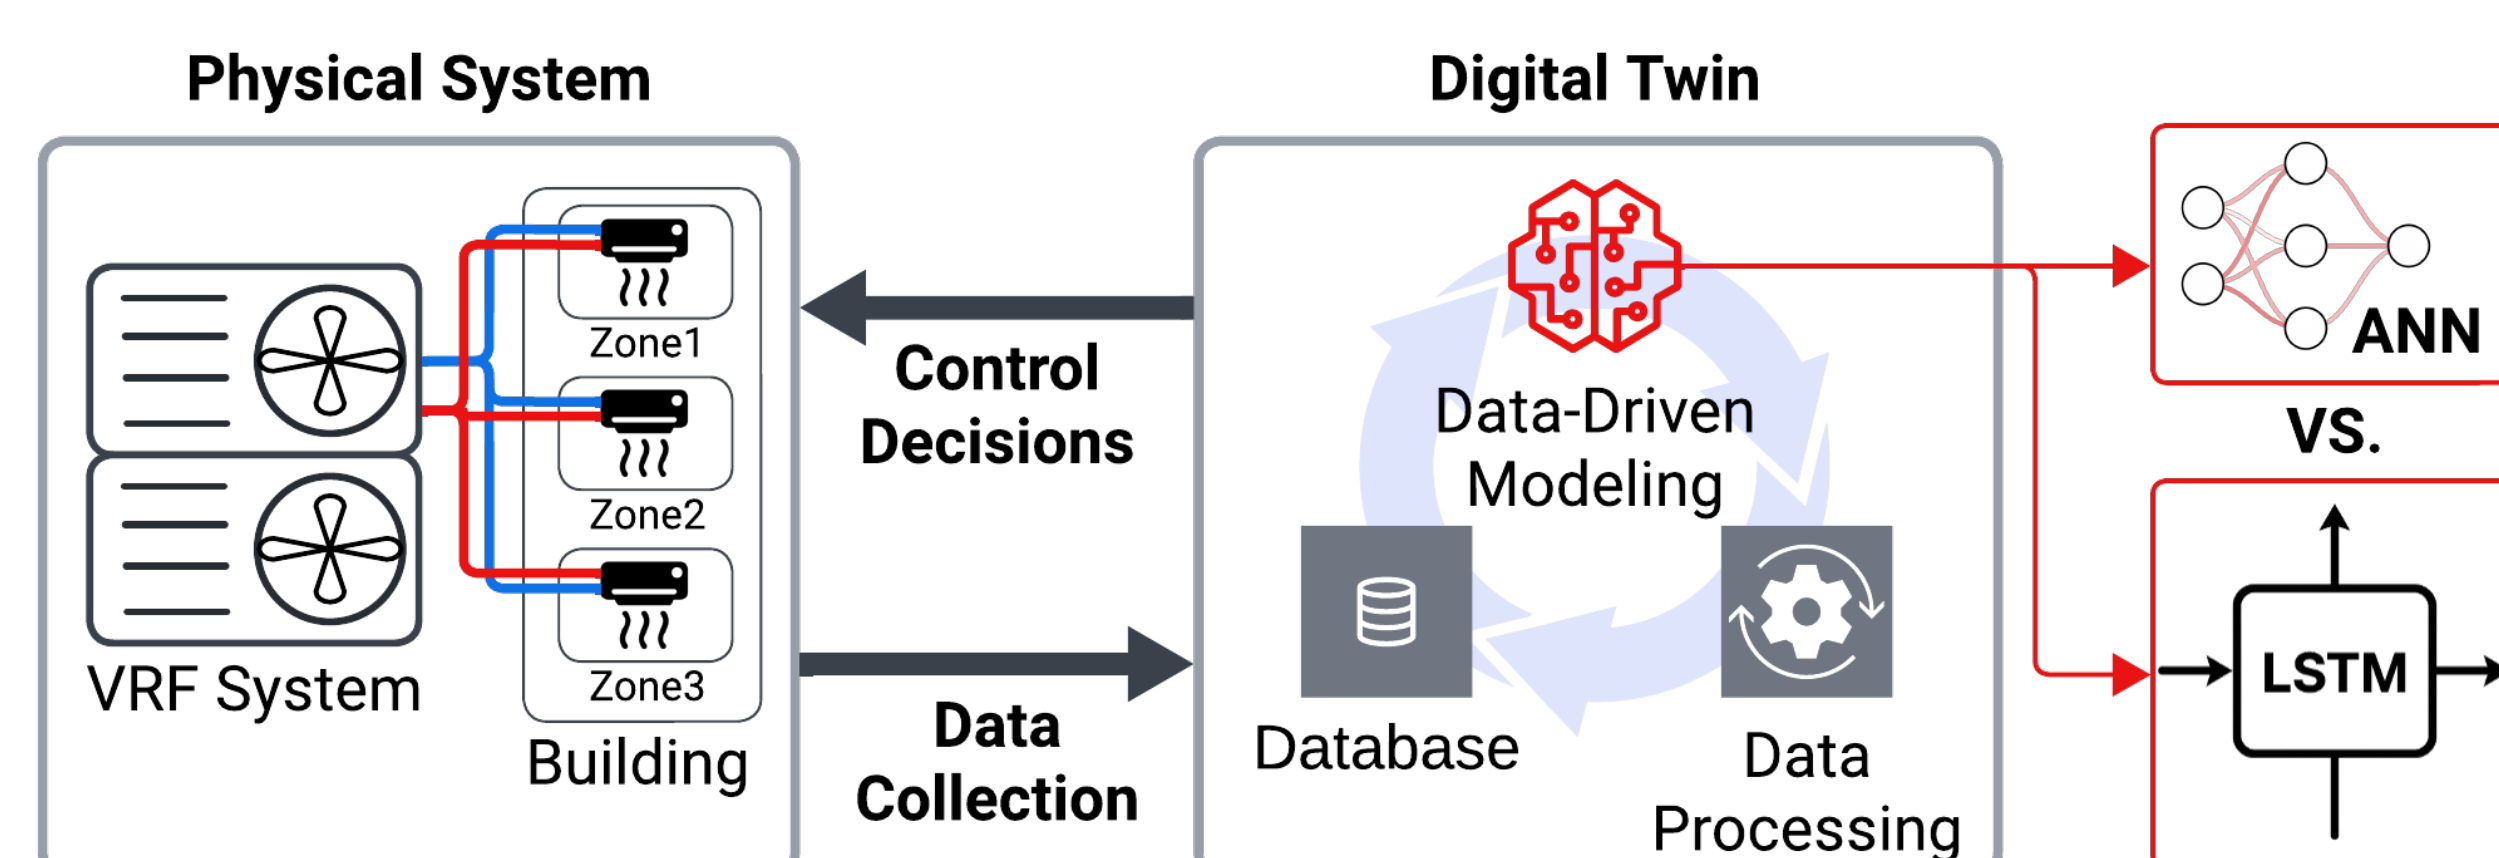 Physical System
Digital Twin
Zone1
Zone2
Zone3
VRF System
Building
Control
Decisions
Data
Collection
Data-Driven
Modeling
Database
Data
Processing
ANN
VS.
LSTM